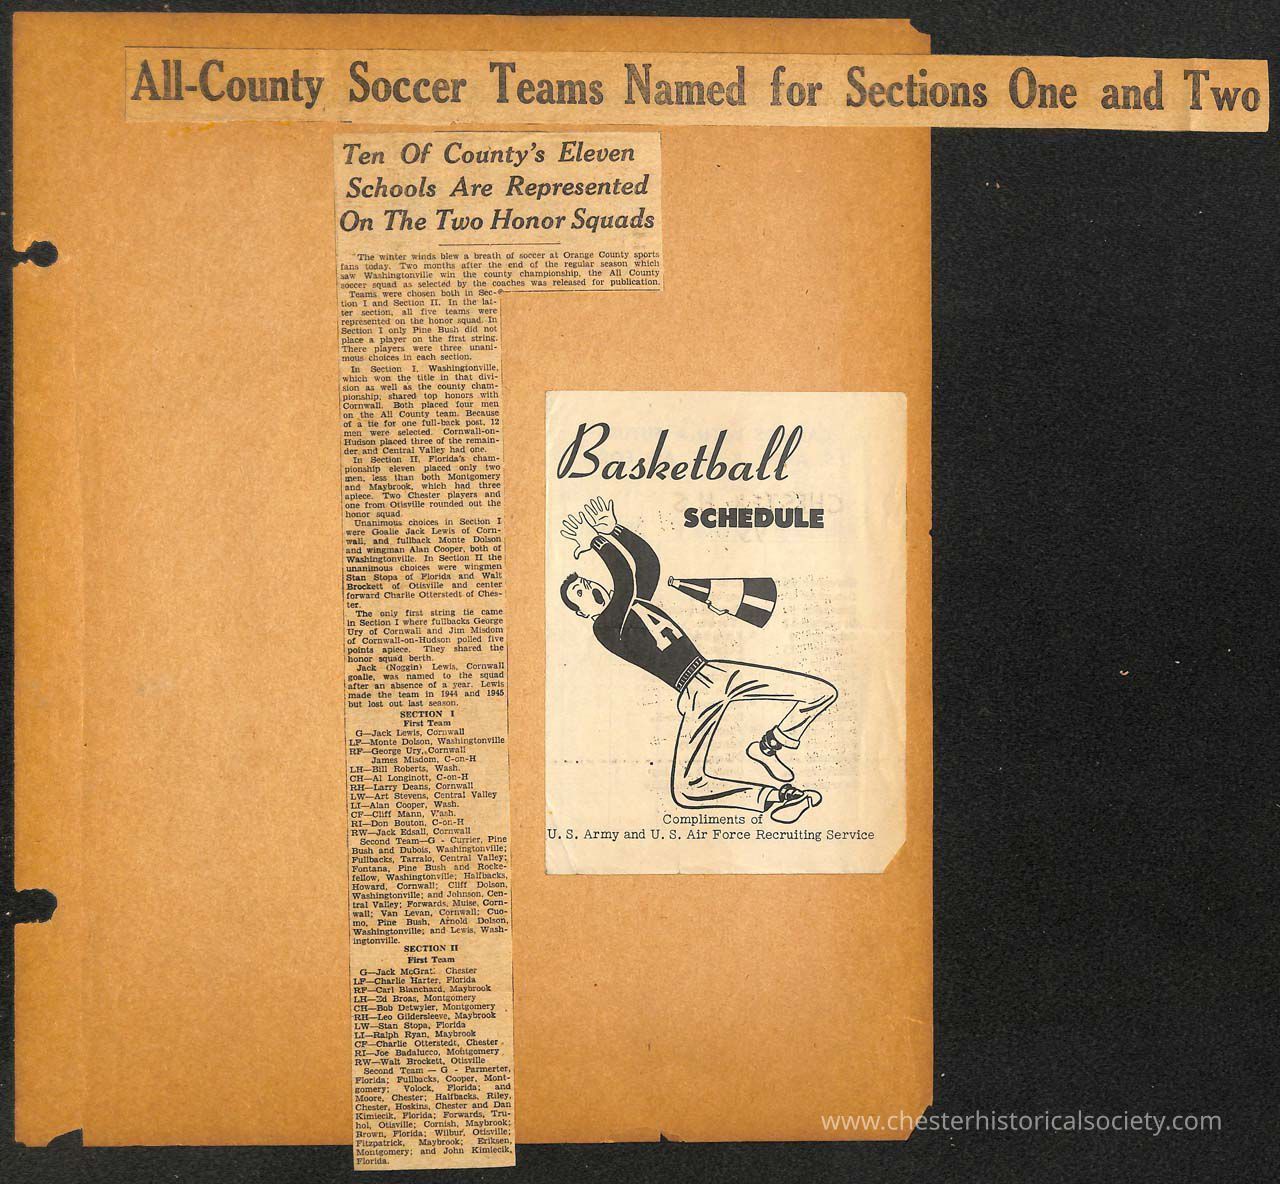 All-County Soccer Teams Named for Sections One and Two
Ten Of County's Eleven
Schools Are Represented
On The Two Honor Squads
"The winter winds blew a breath of soccer at Orange County sports
fans today. Two months after the end of the regular season which
saw Washingtonville win the county championship, the All County
soccer squad as selected by the coaches was released for publication.
Teams were chosen both in Sec-
tion I and Section II. In the lat-
ter section, all five teams were
represented on the honor squad. In
Section I only Pine Bush did not
place a player on the first string.
There players were three unani-
mous choices in each section.
In Section I, Washingtonville,
which won the title in that divi-
sion as well as the county cham-
pionship, shared top honors with
Cornwall. Both placed four men
on the All County team. Because
of a tie for one full-back post, 12
men were selected. Cornwall-on-
Hudson placed three of the remain-
der and Central Valley had one.
In Section II, Florida's cham-
pionship eleven placed only two
men, less than both Montgomery
and Maybrook, which had three
apiece. Two Chester players and
one from Otisville rounded out the
honor squad.
Unanimous choices in Section I
were Goalie Jack Lewis of Corn-
wall, and fullback Monte Dolson
and wingman Alan Cooper, both of
Washingtonville. In Section II the
unanimous choices were wingmen
Stan Stopa of Florida and Walt
Brockett of Otisville and center
forward Charlie Otterstedt of Ches-
ter.
The only first string tie came
in Section I where fullbacks George
Ury of Cornwall and Jim Misdom
of Cornwall-on-Hudson polled five
points apiece. They shared the
honor squad berth.
Jack (Noggin) Lewis, Cornwall
goalie, was named to the squad
after an absence of a year. Lewis
made the team in 1944 and 1945
but lost out last season.
SECTION I
First Team
G—Jack Lewis, Cornwall
LF—Monte Dolson, Washingtonville
RF—George Ury, Cornwall
James Misdom, C-on-H
LH—Bill Roberts, Wash.
CH—Al Longinott, C-on-H
RH—Larry Deans, Cornwall
LW—Art Stevens, Central Valley
LI—Alan Cooper, Wash.
CF—Cliff Mann, Wash.
RI—Don Bouton, C-on-H
RW—Jack Edsall, Cornwall
Second Team—G - Currier, Pine
Bush and Dubois, Washingtonville;
Fullbacks, Tarralo, Central Valley;
Fontana, Pine Bush and Rocke-
fellow, Washingtonville; Halfbacks,
Howard, Cornwall; Cliff Dolson,
Washingtonville; and Johnson, Cen-
tral Valley; Forwards, Muise, Corn-
wall; Van Levan, Cornwall; Cuo-
mo, Pine Bush, Arnold Dolson,
Washingtonville; and Lewis, Wash-
ingtonville.
SECTION II
First Team
G—Jack McGrat Chester
LF—Charlie Harter, Florida
RF—Carl Blanchard, Maybrook
LH—Ed Broas, Montgomery
CH—Bob Detwyler, Montgomery
RH—Leo Gildersleeve, Maybrook
LW—Stan Stopa, Florida
LI—Ralph Ryan, Maybrook
CF—Charlie Otterstedt, Chester
RI—Joe Badalucco, Montgomery
RW—Walt Brockett, Otisville
Second Team — G - Parmerter,
Florida; Fullbacks, Cooper, Mont-
gomery; Volock, Florida; and
Moore, Chester; Halfbacks, Riley,
Chester, Hoskins, Chester and Dan
Kimiecik, Florida; Forwards, Tru-
hol, Otisville; Cornish, Maybrook;
Brown, Florida; Wilbur, Otisville;
Fitzpatrick, Maybrook; Eriksen,
Montgomery; and John Kimiecik,
Florida.
Basketball
SCHEDULE
A
Compliments of
U. S. Army and U. S. Air Force Recruiting Service
www.chesterhistoricalsociety.com